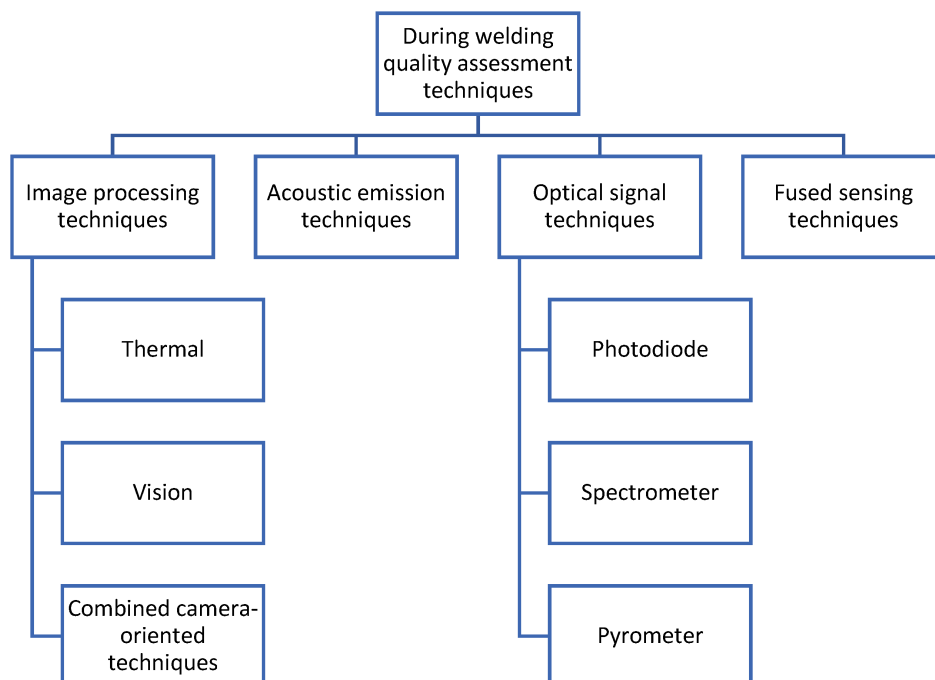 During welding
quality assessment
techniques
Image processing
techniques
Acoustic emission
techniques
Optical signal
techniques
Fused sensing
techniques
Thermal
Photodiode
Vision
Spectrometer
Combined camera-
oriented
techniques
Pyrometer